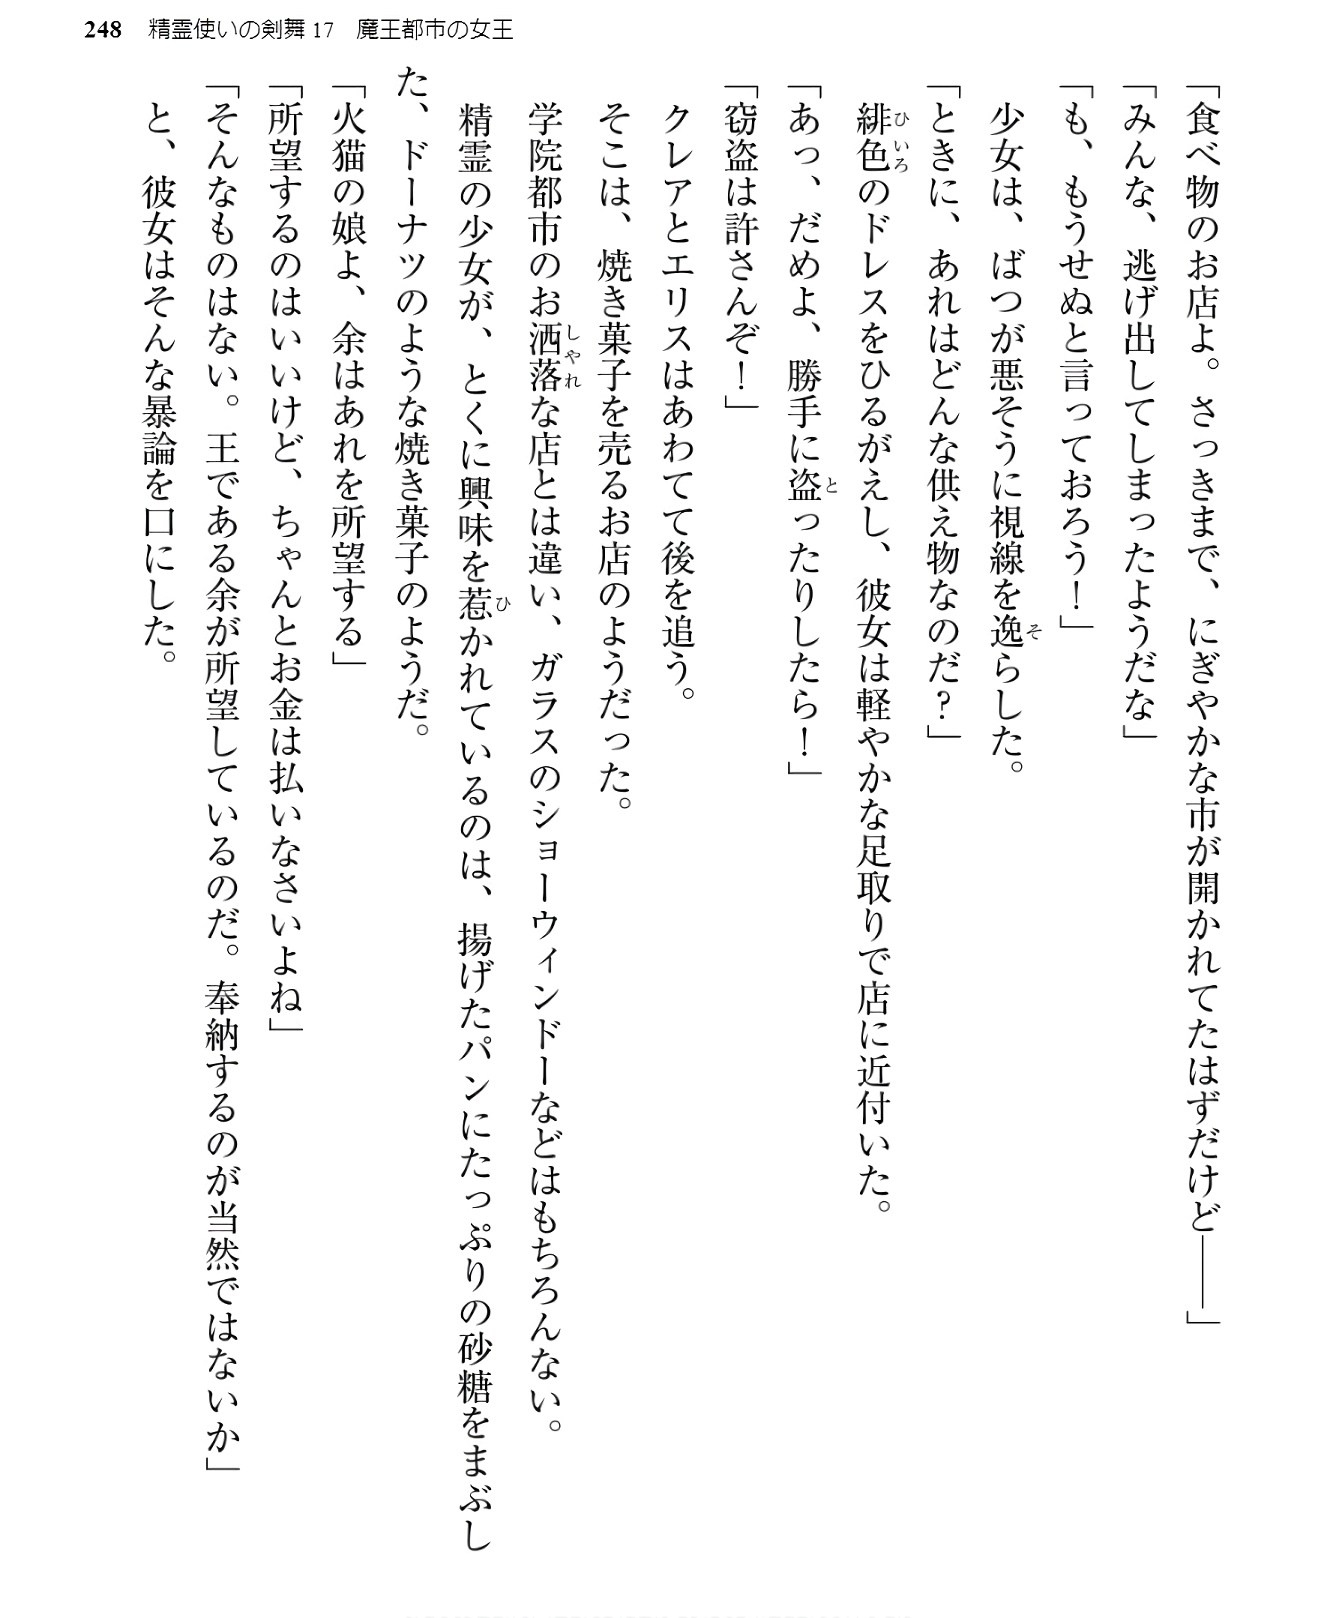 248 精霊使いの剣舞17 魔王都市の女王
「食べ物のお店よ。さっきまで、にぎやかな市が開かれてたはずだけど――」
「みんな、逃げ出してしまったようだな」
「も、もうせぬと言っておろう！」
少女は、ばつが悪そうに視線を逸らした。
「ときに、あれはどんな供え物なのだ？」
緋色のドレスをひるがえし、彼女は軽やかな足取りで店に近付いた。
「あっ、だめよ、勝手に盗ったりしたら！」
「窃盗は許さんぞ！」
クレアとエリスはあわてて後を追う。
そこは、焼き菓子を売るお店のようだった。
学院都市のお洒落な店とは違い、ガラスのショーウィンドーなどはもちろんない。
精霊の少女が、とくに興味を惹かれているのは、揚げたパンにたっぷりの砂糖をまぶし
た、ドーナツのような焼き菓子のようだ。
「火猫の娘よ、余はあれを所望する」
「所望するのはいいけど、ちゃんとお金は払いなさいよね」
「そんなものはない。王である余が所望しているのだ。奉納するのが当然ではないか」
と、彼女はそんな暴論を口にした。